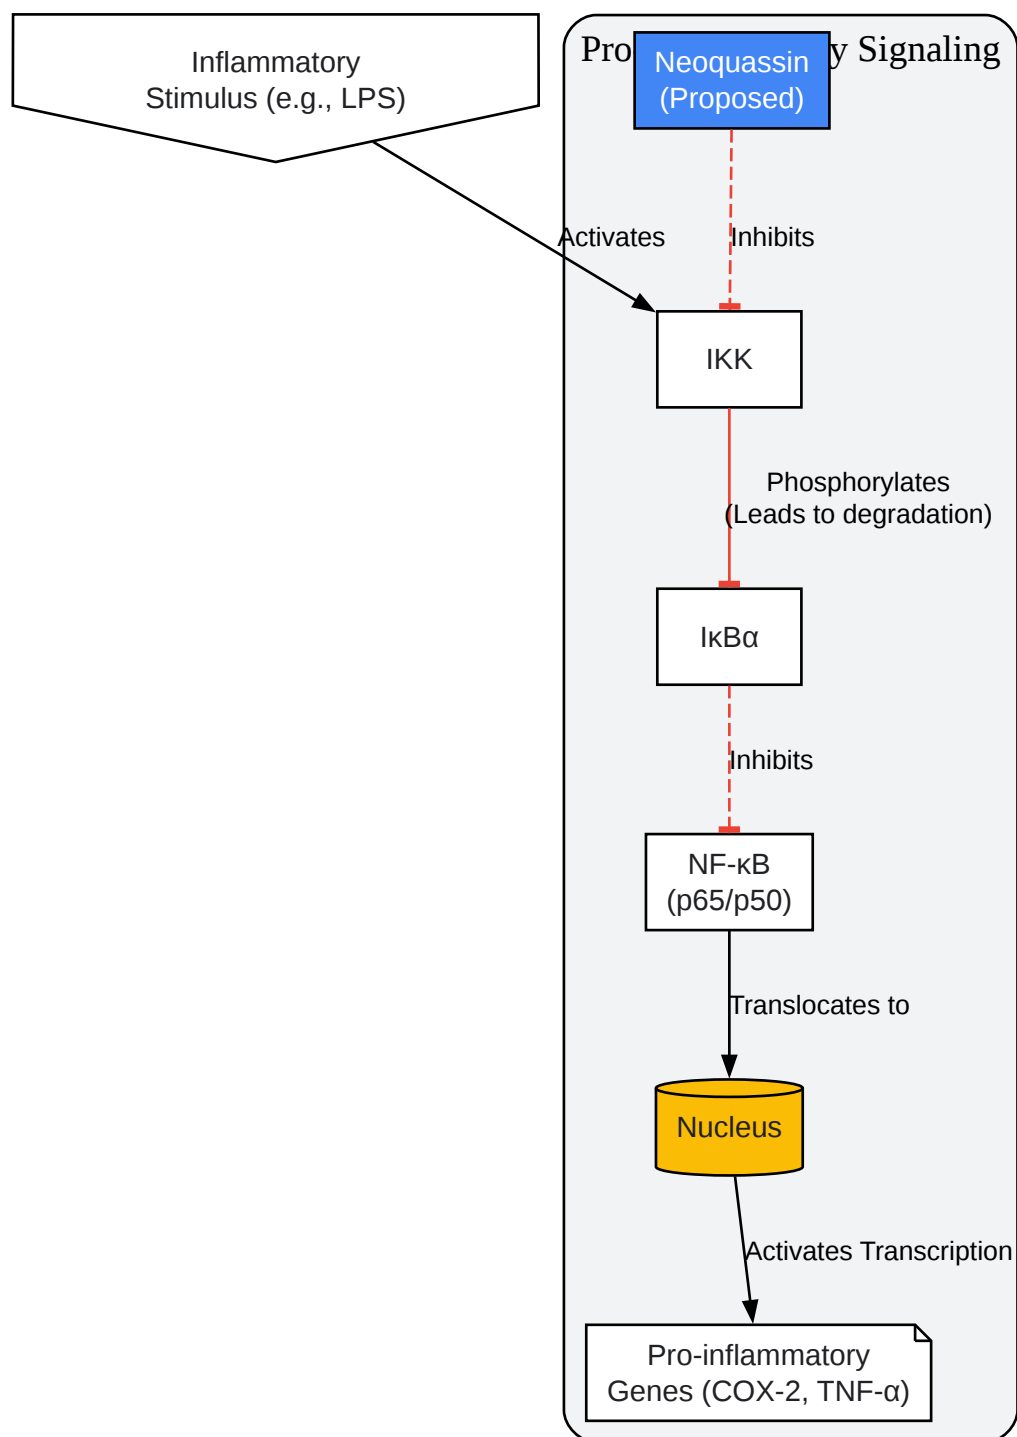 Inflammatory
Stimulus (e.g., LPS)
Pro y Signaling
Neoquassin
(Proposed)
Activates
Inhibits
IKK
Phosphorylates
(Leads to degradation)
IκBα
Inhibits
NF-κB
(p65/p50)
Translocates to
Nucleus
Activates Transcription
Pro-inflammatory
Genes (COX-2, TNF-α)